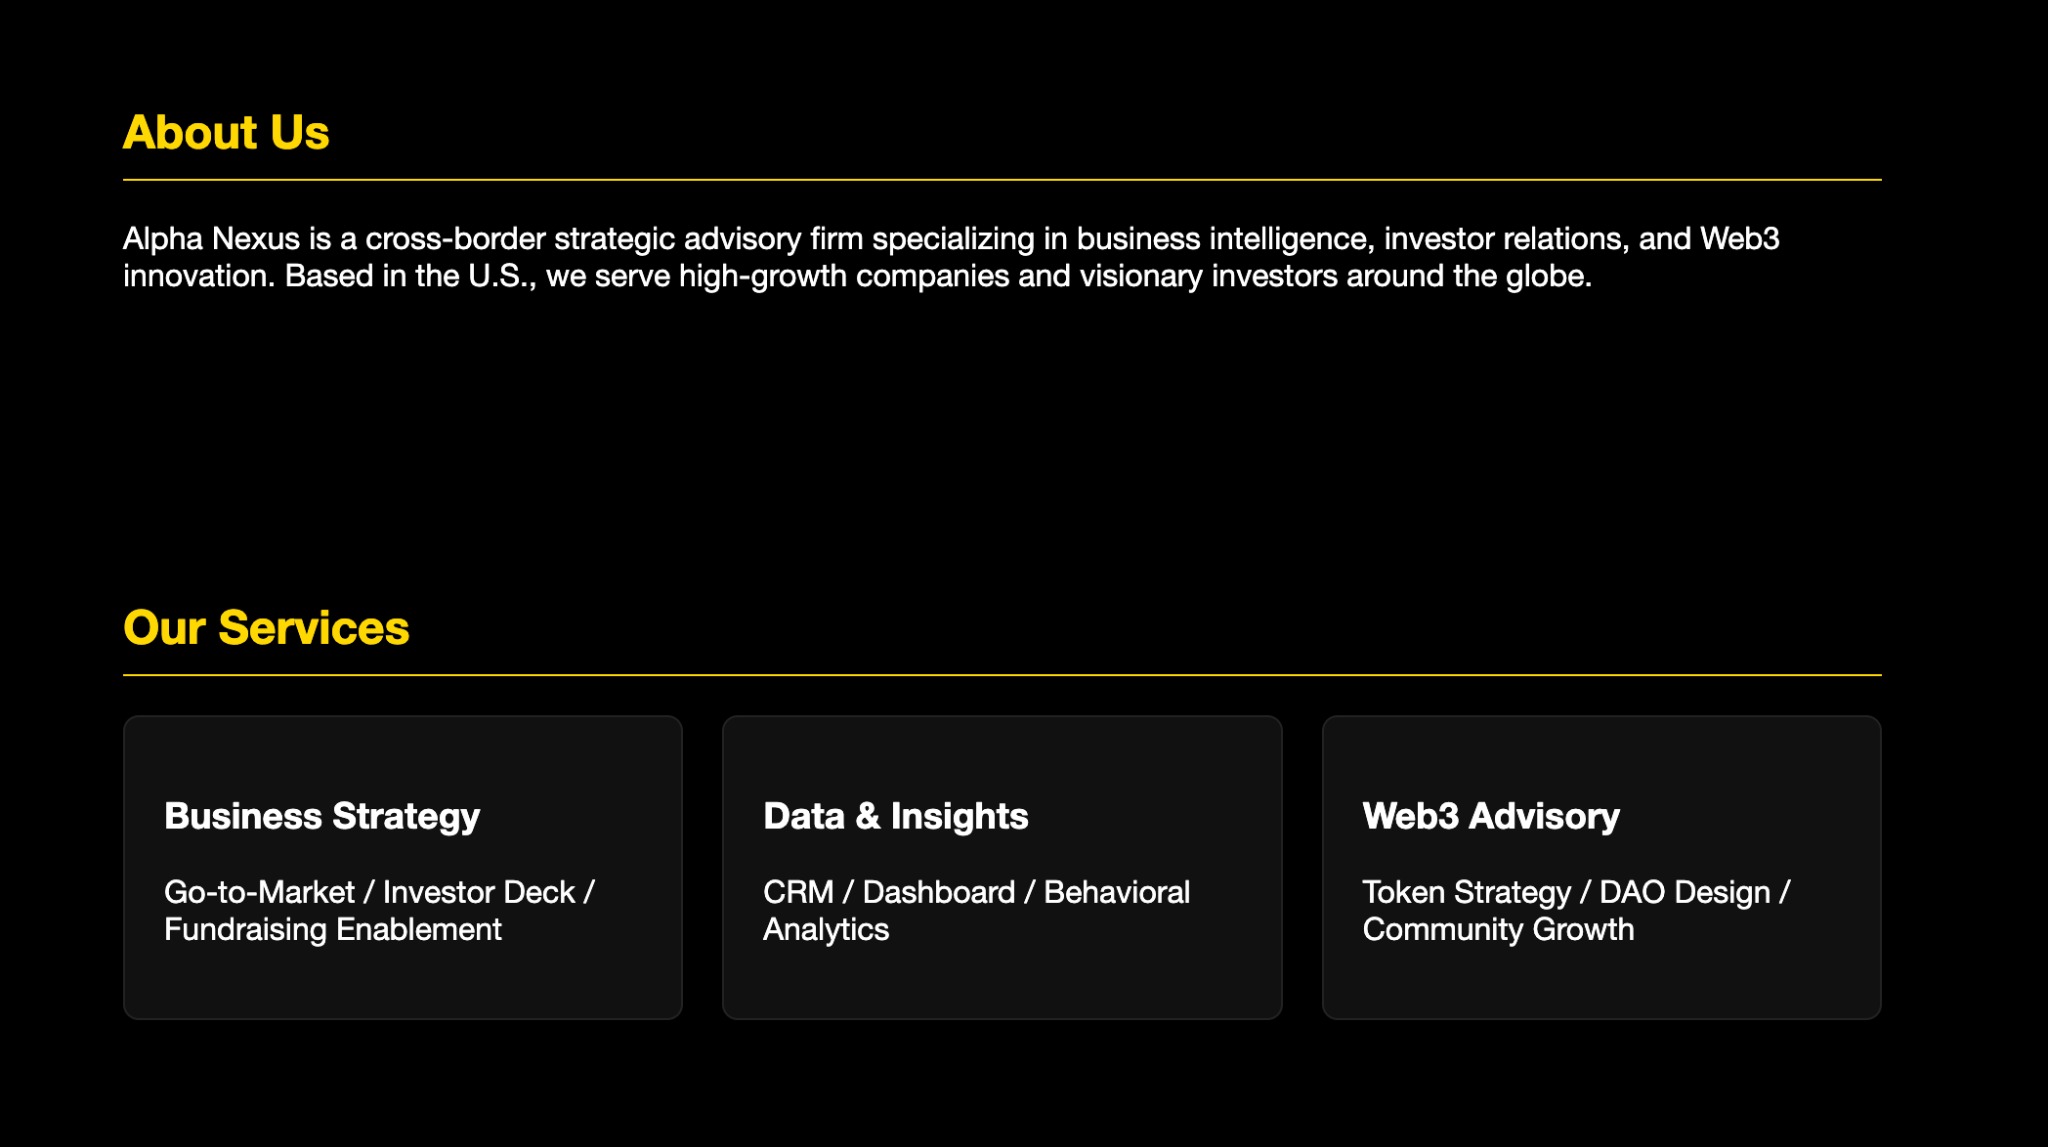 About Us
Alpha Nexus is a cross-border strategic advisory firm specializing in business intelligence, investor relations, and Web3
innovation. Based in the U.S., we serve high-growth companies and visionary investors around the globe.
Our Services
Business Strategy
Go-to-Market / Investor Deck /
Fundraising Enablement
Data & Insights
CRM / Dashboard / Behavioral
Analytics
Web3 Advisory
Token Strategy / DAO Design /
Community Growth